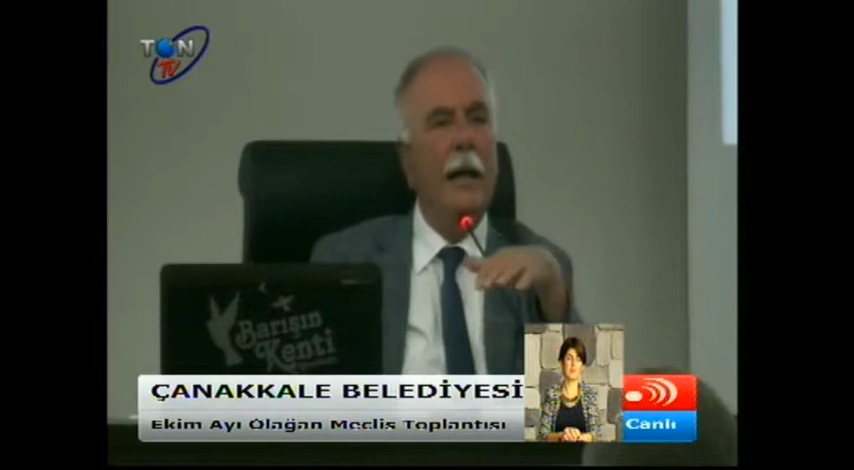 TON
TV
Barışın
Kenti
ÇANAKKALE BELEDİYESİ
Ekim Ayı Olağan Meclis Toplantısı
Canlı